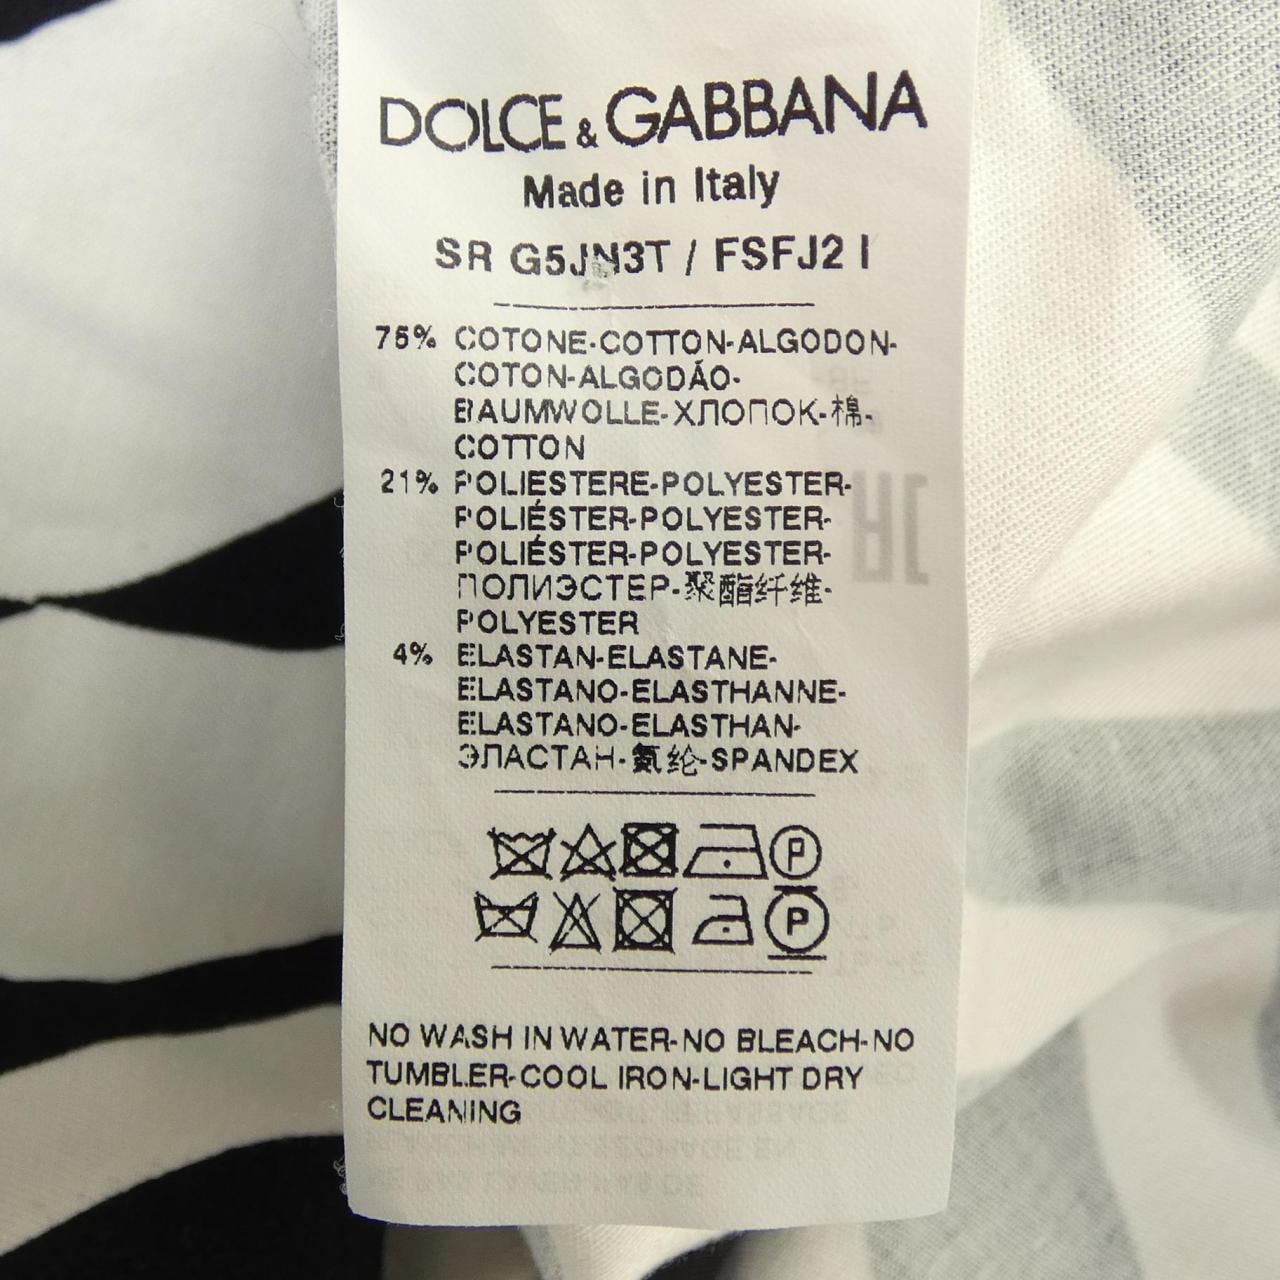 DOLCE & GABBANA
Made in Italy
SR G5JN3T / FSFJ2 I
75% COTONE-COTTON-ALGODON-
COTON-ALGODÃO-
BAUMWOLLE-ХЛОПОК-棉-
COTTON
21% POLIESTERE-POLYESTER-
POLIÉSTER-POLYESTER-
POLIÉSTER-POLYESTER-
ПОЛИЭСТЕР-聚酯纤维-
POLYESTER
4% ELASTAN-ELASTANE-
ELASTANO-ELASTHANNE-
ELASTANO-ELASTHAN-
ЭЛАСТАН-氨纶-SPANDEX
P
P
NO WASH IN WATER-NO BLEACH-NO
TUMBLER-COOL IRON-LIGHT DRY
CLEANING